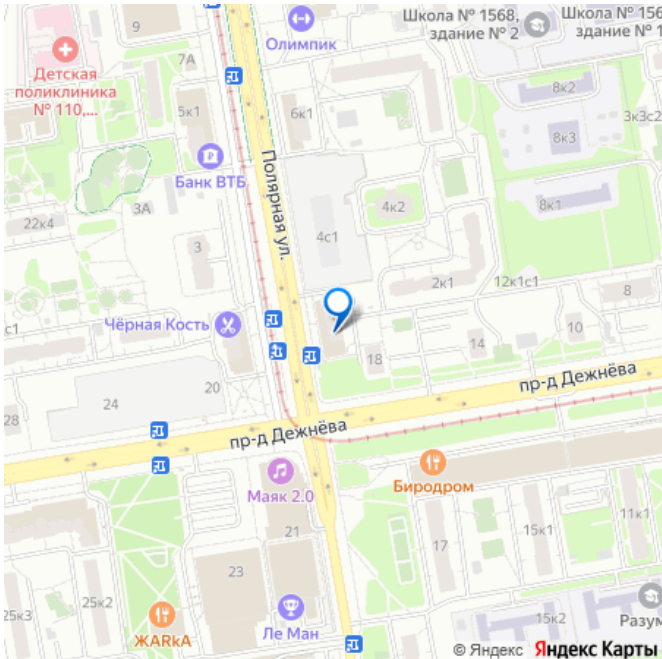 Школа № 1568,
здание № 2
Школа № 156
здание № 1
9
Олимпик
7А
Детская
поликлиника
№ 110,...
5к1
6к1
8к2
3к3с2
8к3
Полярная ул.
Банк ВТБ
3А
4к2
8к1
22к4
3
4с1
2к1
12к1с1
8
с1
Чёрная Кость
10
14
18
20
пр-д Дежнёва
24
28
пр-д Дежнёва
Биродром
Маяк 2.0
11к1
21
15к1
17
23
25к2
25к3
15к2
ЖАRkА
Ле Ман
Разум
© Яндекс Яндекс Карты